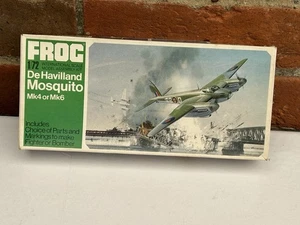 FROG
1/72
De Havilland
Mosquito
Mk4 or Mk6
includes
Choice of Parts and
Markings to make
Fighter or Bomber